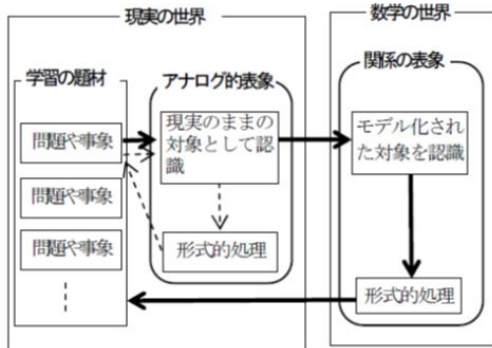 現実の世界
数学の世界
学習の題材
アナログ的表象
関係の表象
問題や事象
問題や事象
問題や事象
現実のままの
対象として認
識
形式的処理
モデル化され
た対象を認識
形式的処理